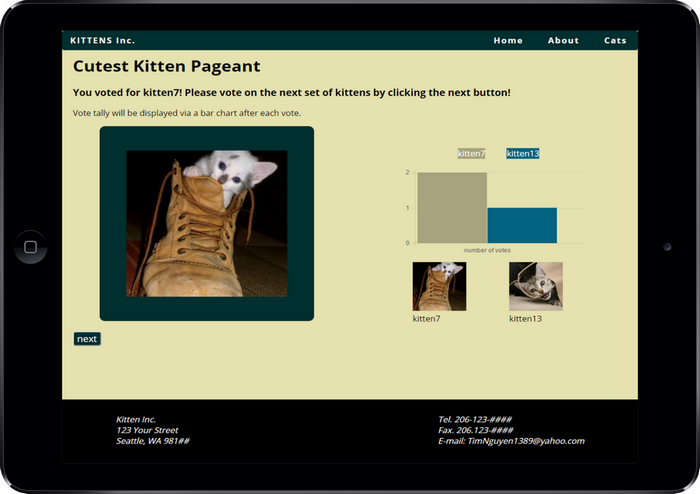 KITTENS Inc. Home About Cats
Cutest Kitten Pageant
You voted for kitten7! Please vote on the next set of kittens by clicking the next button!
Vote tally will be displayed via a bar chart after each vote.
kitten7 kitten13
2
1
0
number of votes
kitten7 kitten13
next
Kitten Inc.
123 Your Street
Seattle, WA 981##
Tel. 206-123-####
Fax. 206.123-####
E-mail: TimNguyen1389@yahoo.com